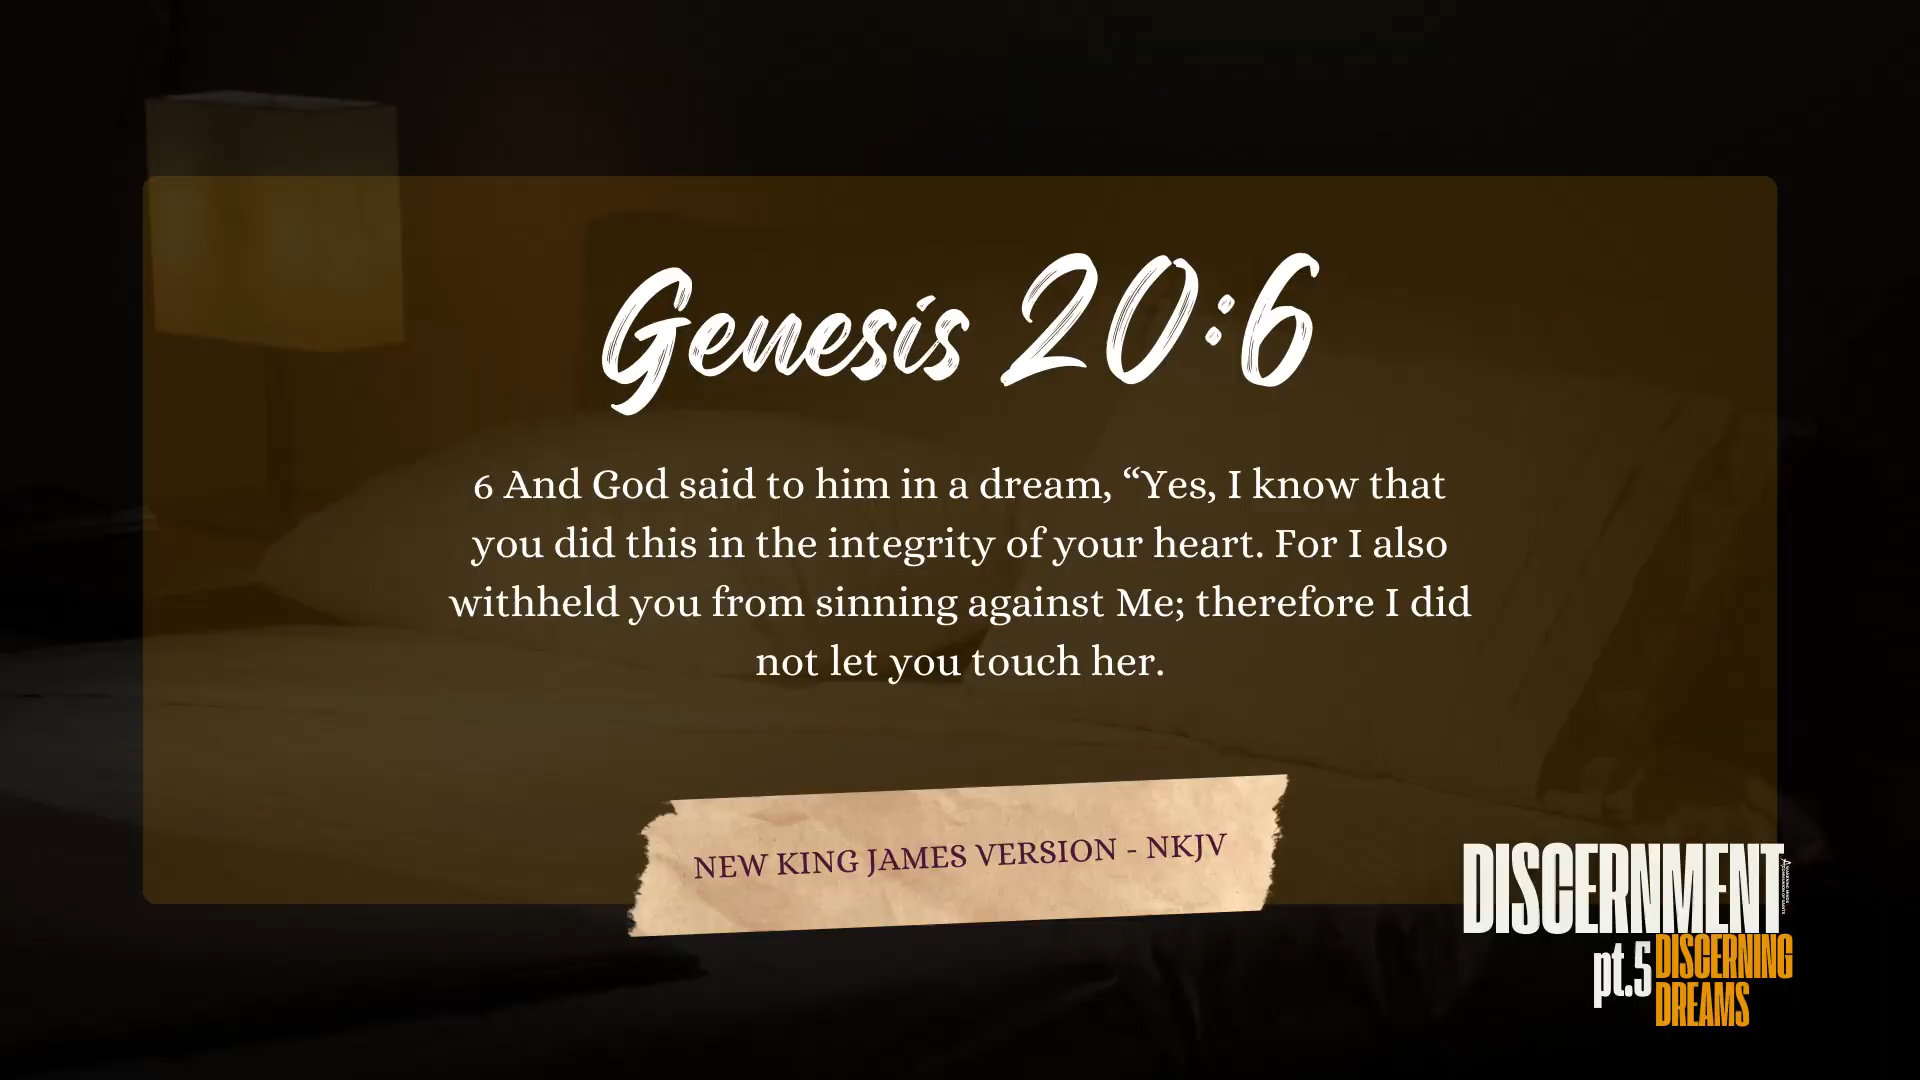 Genesis 20:6
6 And God said to him in a dream, “Yes, I know that
you did this in the integrity of your heart. For I also
withheld you from sinning against Me; therefore I did
not let you touch her.
NEW KING JAMES VERSION - NKJV
DISCERNMENT
pt.5 DISCERNING
DREAMS